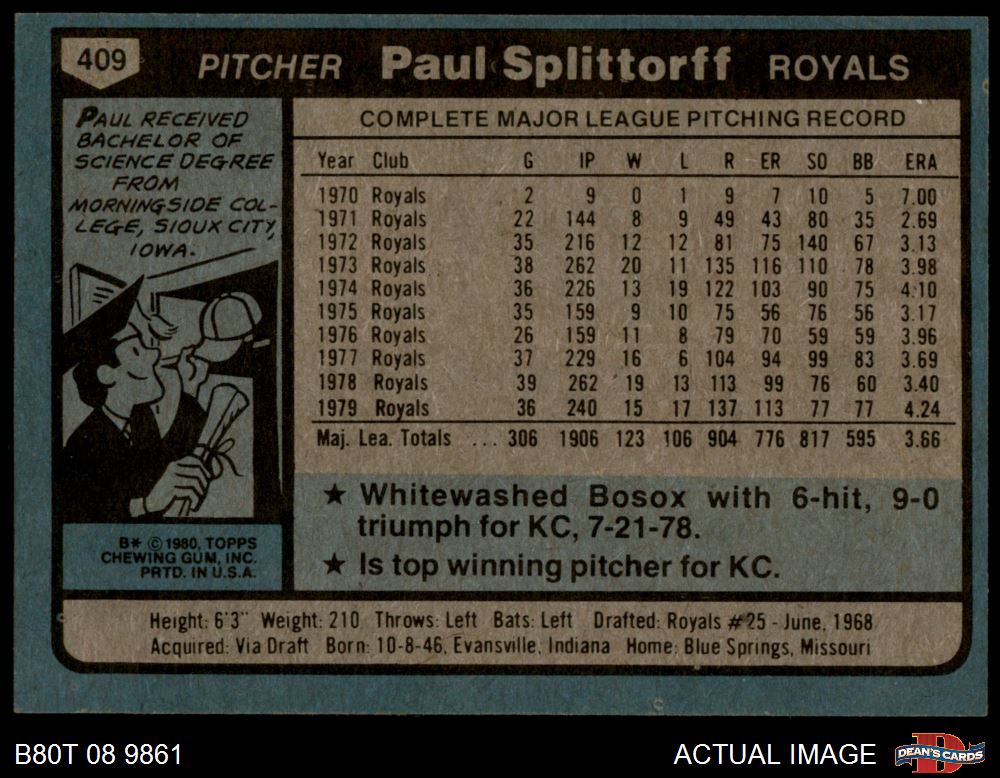 409 PITCHER Paul Splittorff ROYALS
PAUL RECEIVED
BACHELOR OF
SCIENCE DEGREE
FROM
MORNINGSIDE COL-
LEGE, SIOUX CITY,
IOWA.
COMPLETE MAJOR LEAGUE PITCHING RECORD
Year Club G IP W L R ER SO BB ERA
1970 Royals 2 9 0 1 9 7 10 5 7.00
1971 Royals 22 144 8 9 49 43 80 35 2.69
1972 Royals 35 216 12 12 81 75 140 67 3.13
1973 Royals 38 262 20 11 135 116 110 78 3.98
1974 Royals 36 226 13 19 122 103 90 75 4.10
1975 Royals 35 159 9 10 75 56 76 56 3.17
1976 Royals 26 159 11 8 79 70 59 59 3.96
1977 Royals 37 229 16 6 104 94 99 83 3.69
1978 Royals 39 262 19 13 113 99 76 60 3.40
1979 Royals 36 240 15 17 137 113 77 77 4.24
Maj. Lea. Totals ... 306 1906 123 106 904 776 817 595 3.66
★ Whitewashed Bosox with 6-hit, 9-0
triumph for KC, 7-21-78.
★ Is top winning pitcher for KC.
B* © 1980, TOPPS
CHEWING GUM, INC.
PRTD. IN U.S.A.
Height: 6'3" Weight: 210 Throws: Left Bats: Left Drafted: Royals #25 - June, 1968
Acquired: Via Draft Born: 10-8-46, Evansville, Indiana Home: Blue Springs, Missouri
B80T 08 9861 ACTUAL IMAGE DEAN'S CARDS